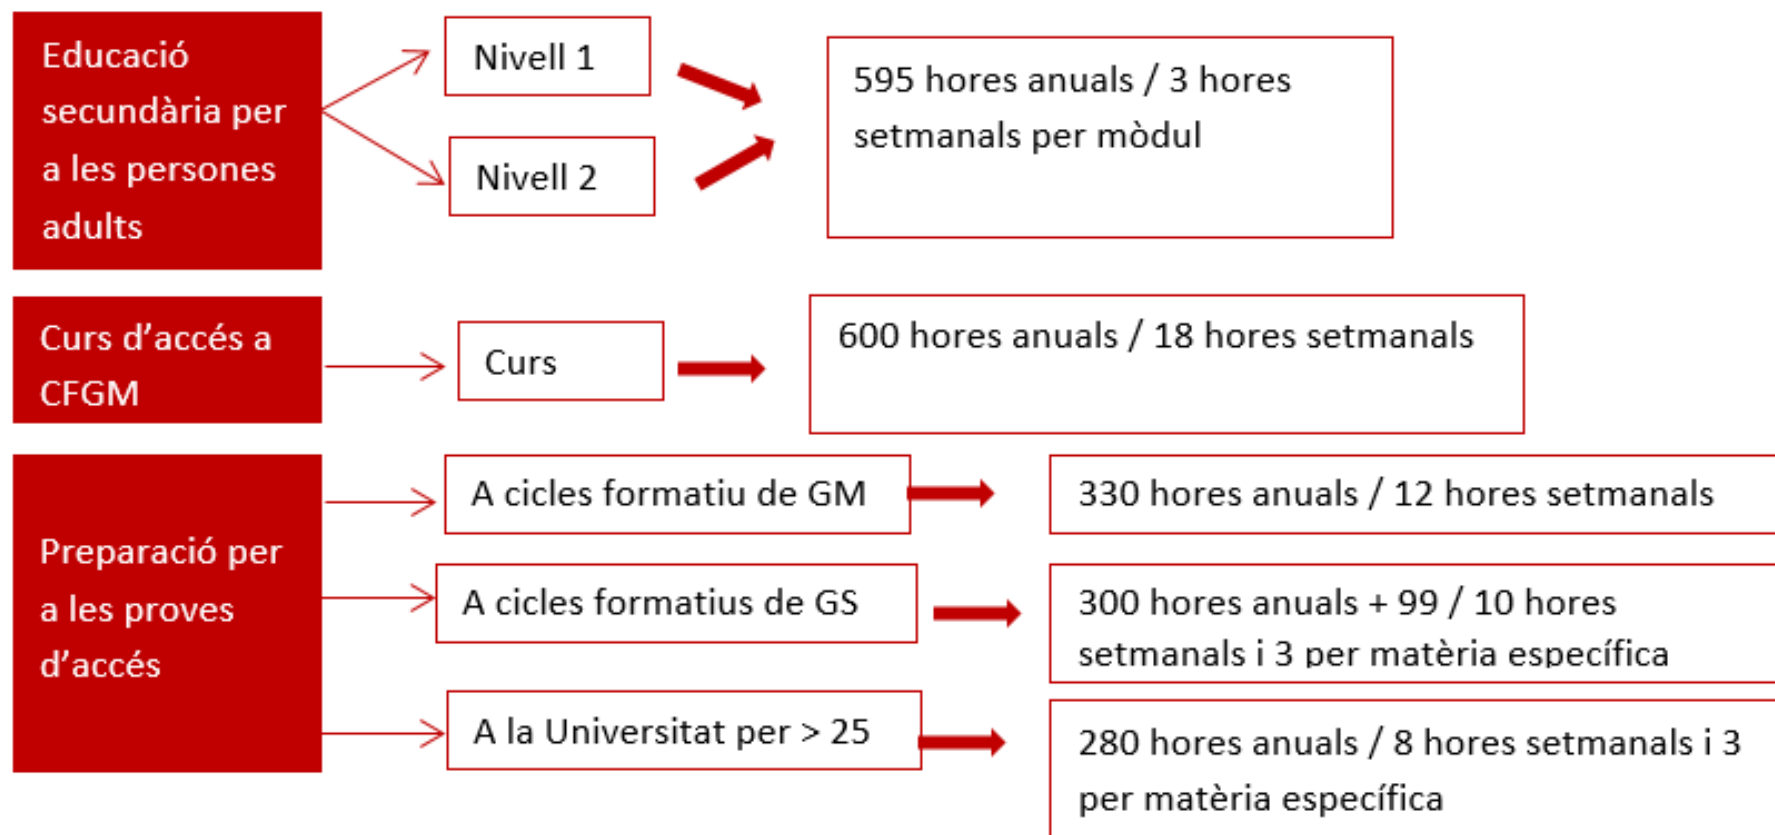 Educació
secundària per
a les persones
adults
Nivell 1
Nivell 2
595 hores anuals / 3 hores
setmanals per mòdul
Curs d’accés a
CFGM
Curs
600 hores anuals / 18 hores setmanals
Preparació per
a les proves
d’accés
A cicles formatiu de GM
330 hores anuals / 12 hores setmanals
A cicles formatius de GS
300 hores anuals + 99 / 10 hores
setmanals i 3 per matèria específica
A la Universitat per > 25
280 hores anuals / 8 hores setmanals i 3
per matèria específica